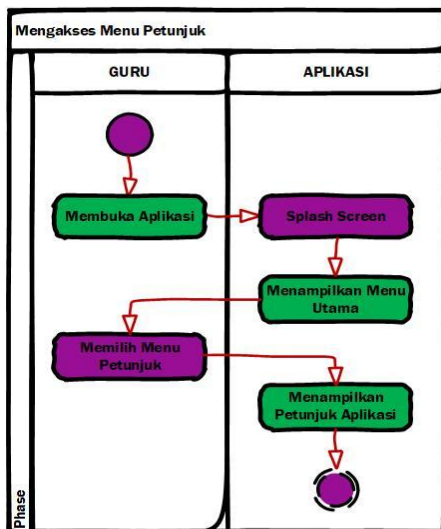 Mengakses Menu Petunjuk
GURU
APLIKASI
Membuka Aplikasi
Splash Screen
Menampilkan Menu
Utama
Memilih Menu
Petunjuk
Menampilkan
Petunjuk Aplikasi
Phase